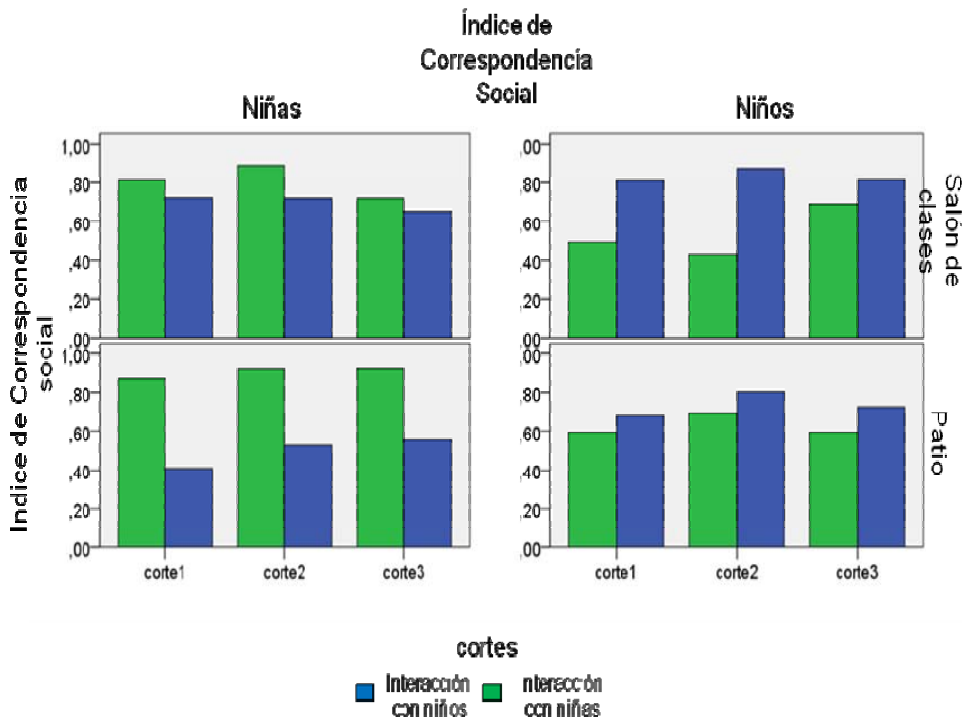 Índice de
Correspondencía
Social
Niñas
Niños
Indice de Correspondencia
social
1,00
,80
,60
,40
,20
,00
,00
,80
,60
,40
,20
,00
Salón de
clases
1,00
,80
,60
,40
,20
,00
1,00
,80
,60
,40
,20
,00
Patio
corte1
corte2
corte3
corte1
corte2
corte3
cortes
Interacción
con niños
nteracción
con niñas